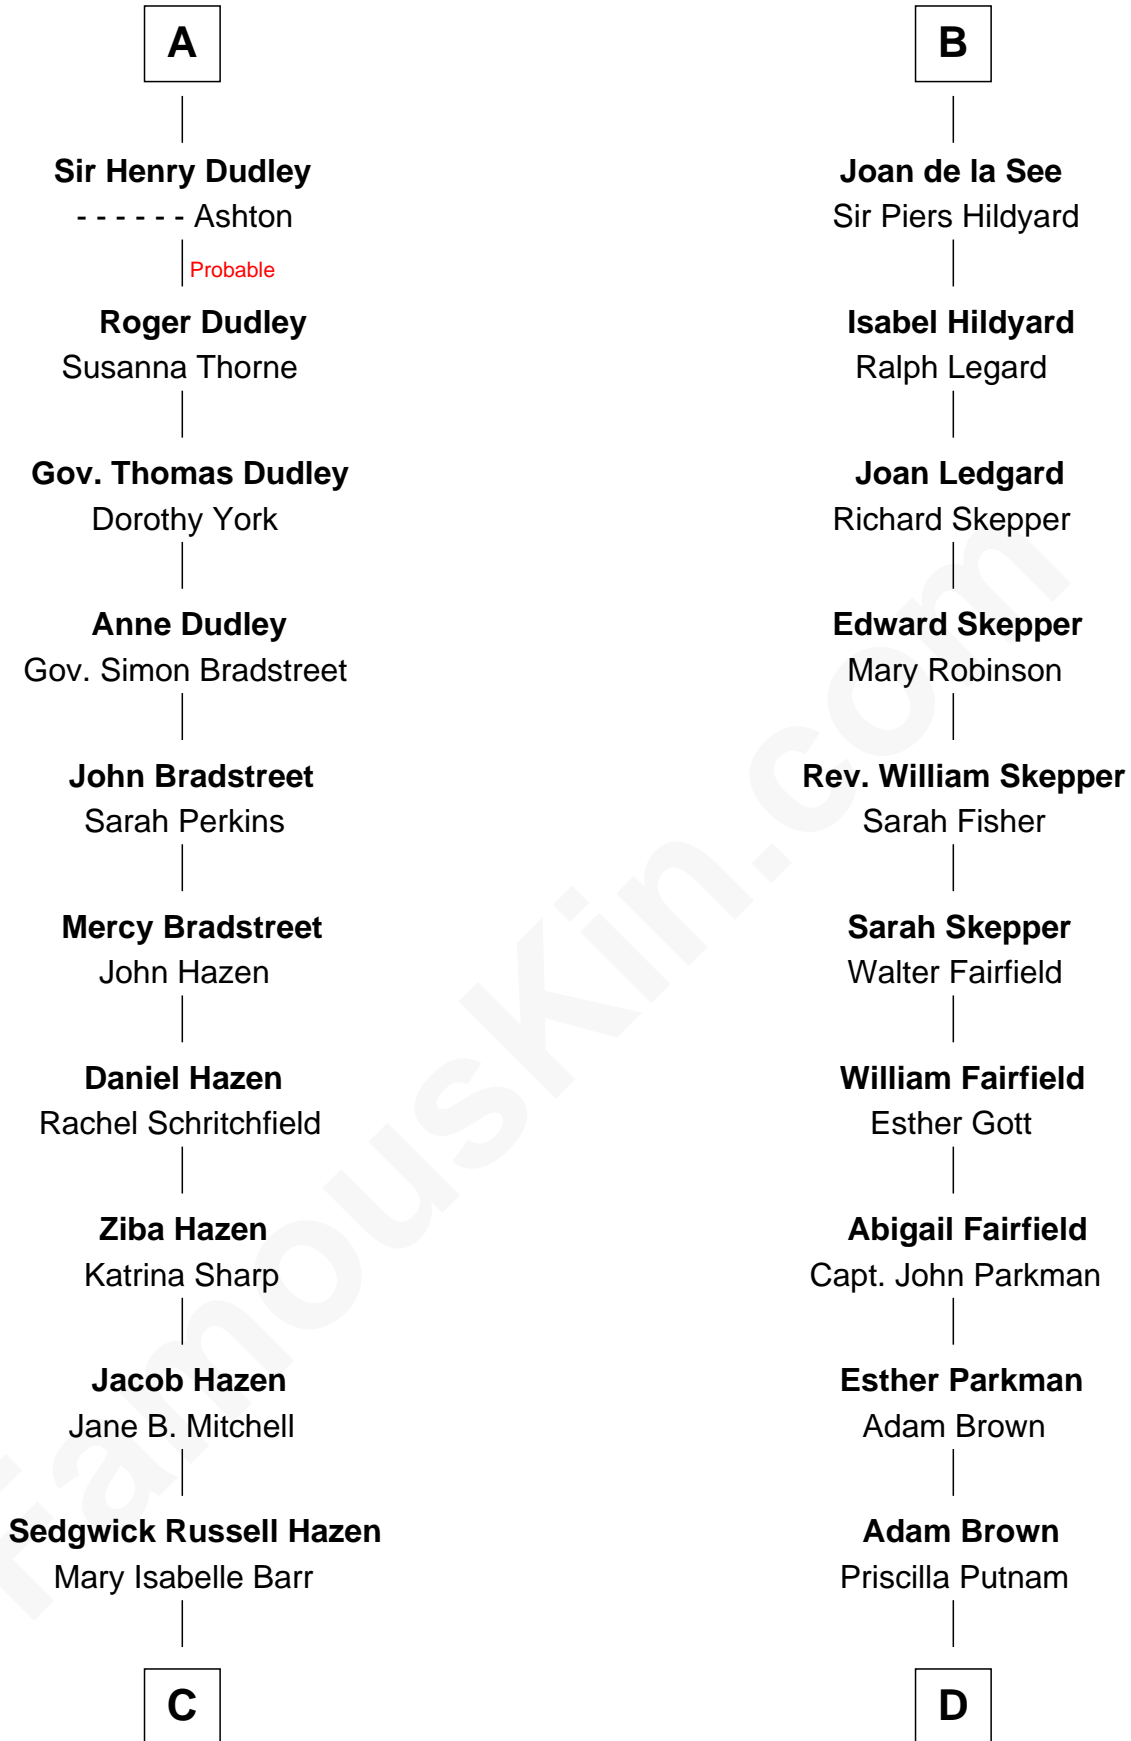 A
Sir Henry Dudley
- - - - - - Ashton
Probable
Roger Dudley
Susanna Thorne
Gov. Thomas Dudley
Dorothy York
Anne Dudley
Gov. Simon Bradstreet
John Bradstreet
Sarah Perkins
Mercy Bradstreet
John Hazen
Daniel Hazen
Rachel Schritchfield
Ziba Hazen
Katrina Sharp
Jacob Hazen
Jane B. Mitchell
Sedgwick Russell Hazen
Mary Isabelle Barr
C
B
Joan de la See
Sir Piers Hildyard
Isabel Hildyard
Ralph Legard
Joan Ledgard
Richard Skepper
Edward Skepper
Mary Robinson
Rev. William Skepper
Sarah Fisher
Sarah Skepper
Walter Fairfield
William Fairfield
Esther Gott
Abigail Fairfield
Capt. John Parkman
Esther Parkman
Adam Brown
Adam Brown
Priscilla Putnam
D
FamousKin.com